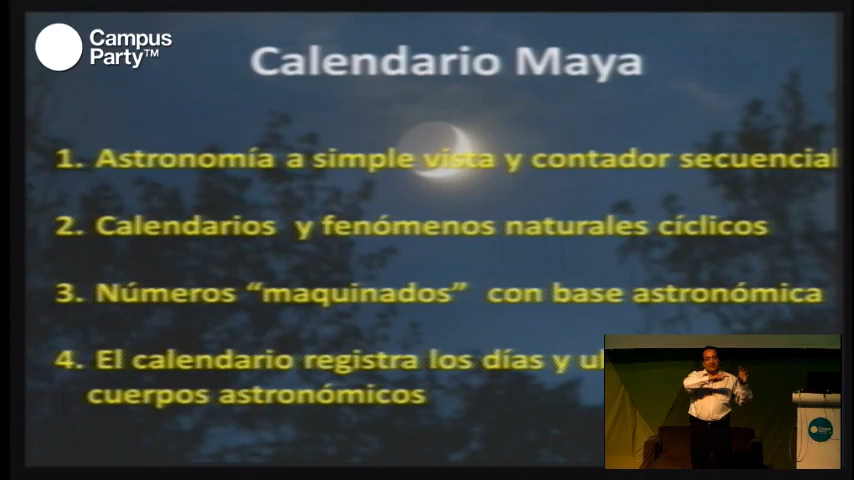 Campus
Party™
Calendario Maya
1. Astronomía a simple vista y contador secuencial
2. Calendarios y fenómenos naturales cíclicos
3. Números “maquinados” con base astronómica
4. El calendario registra los días y
cuerpos astronómicos